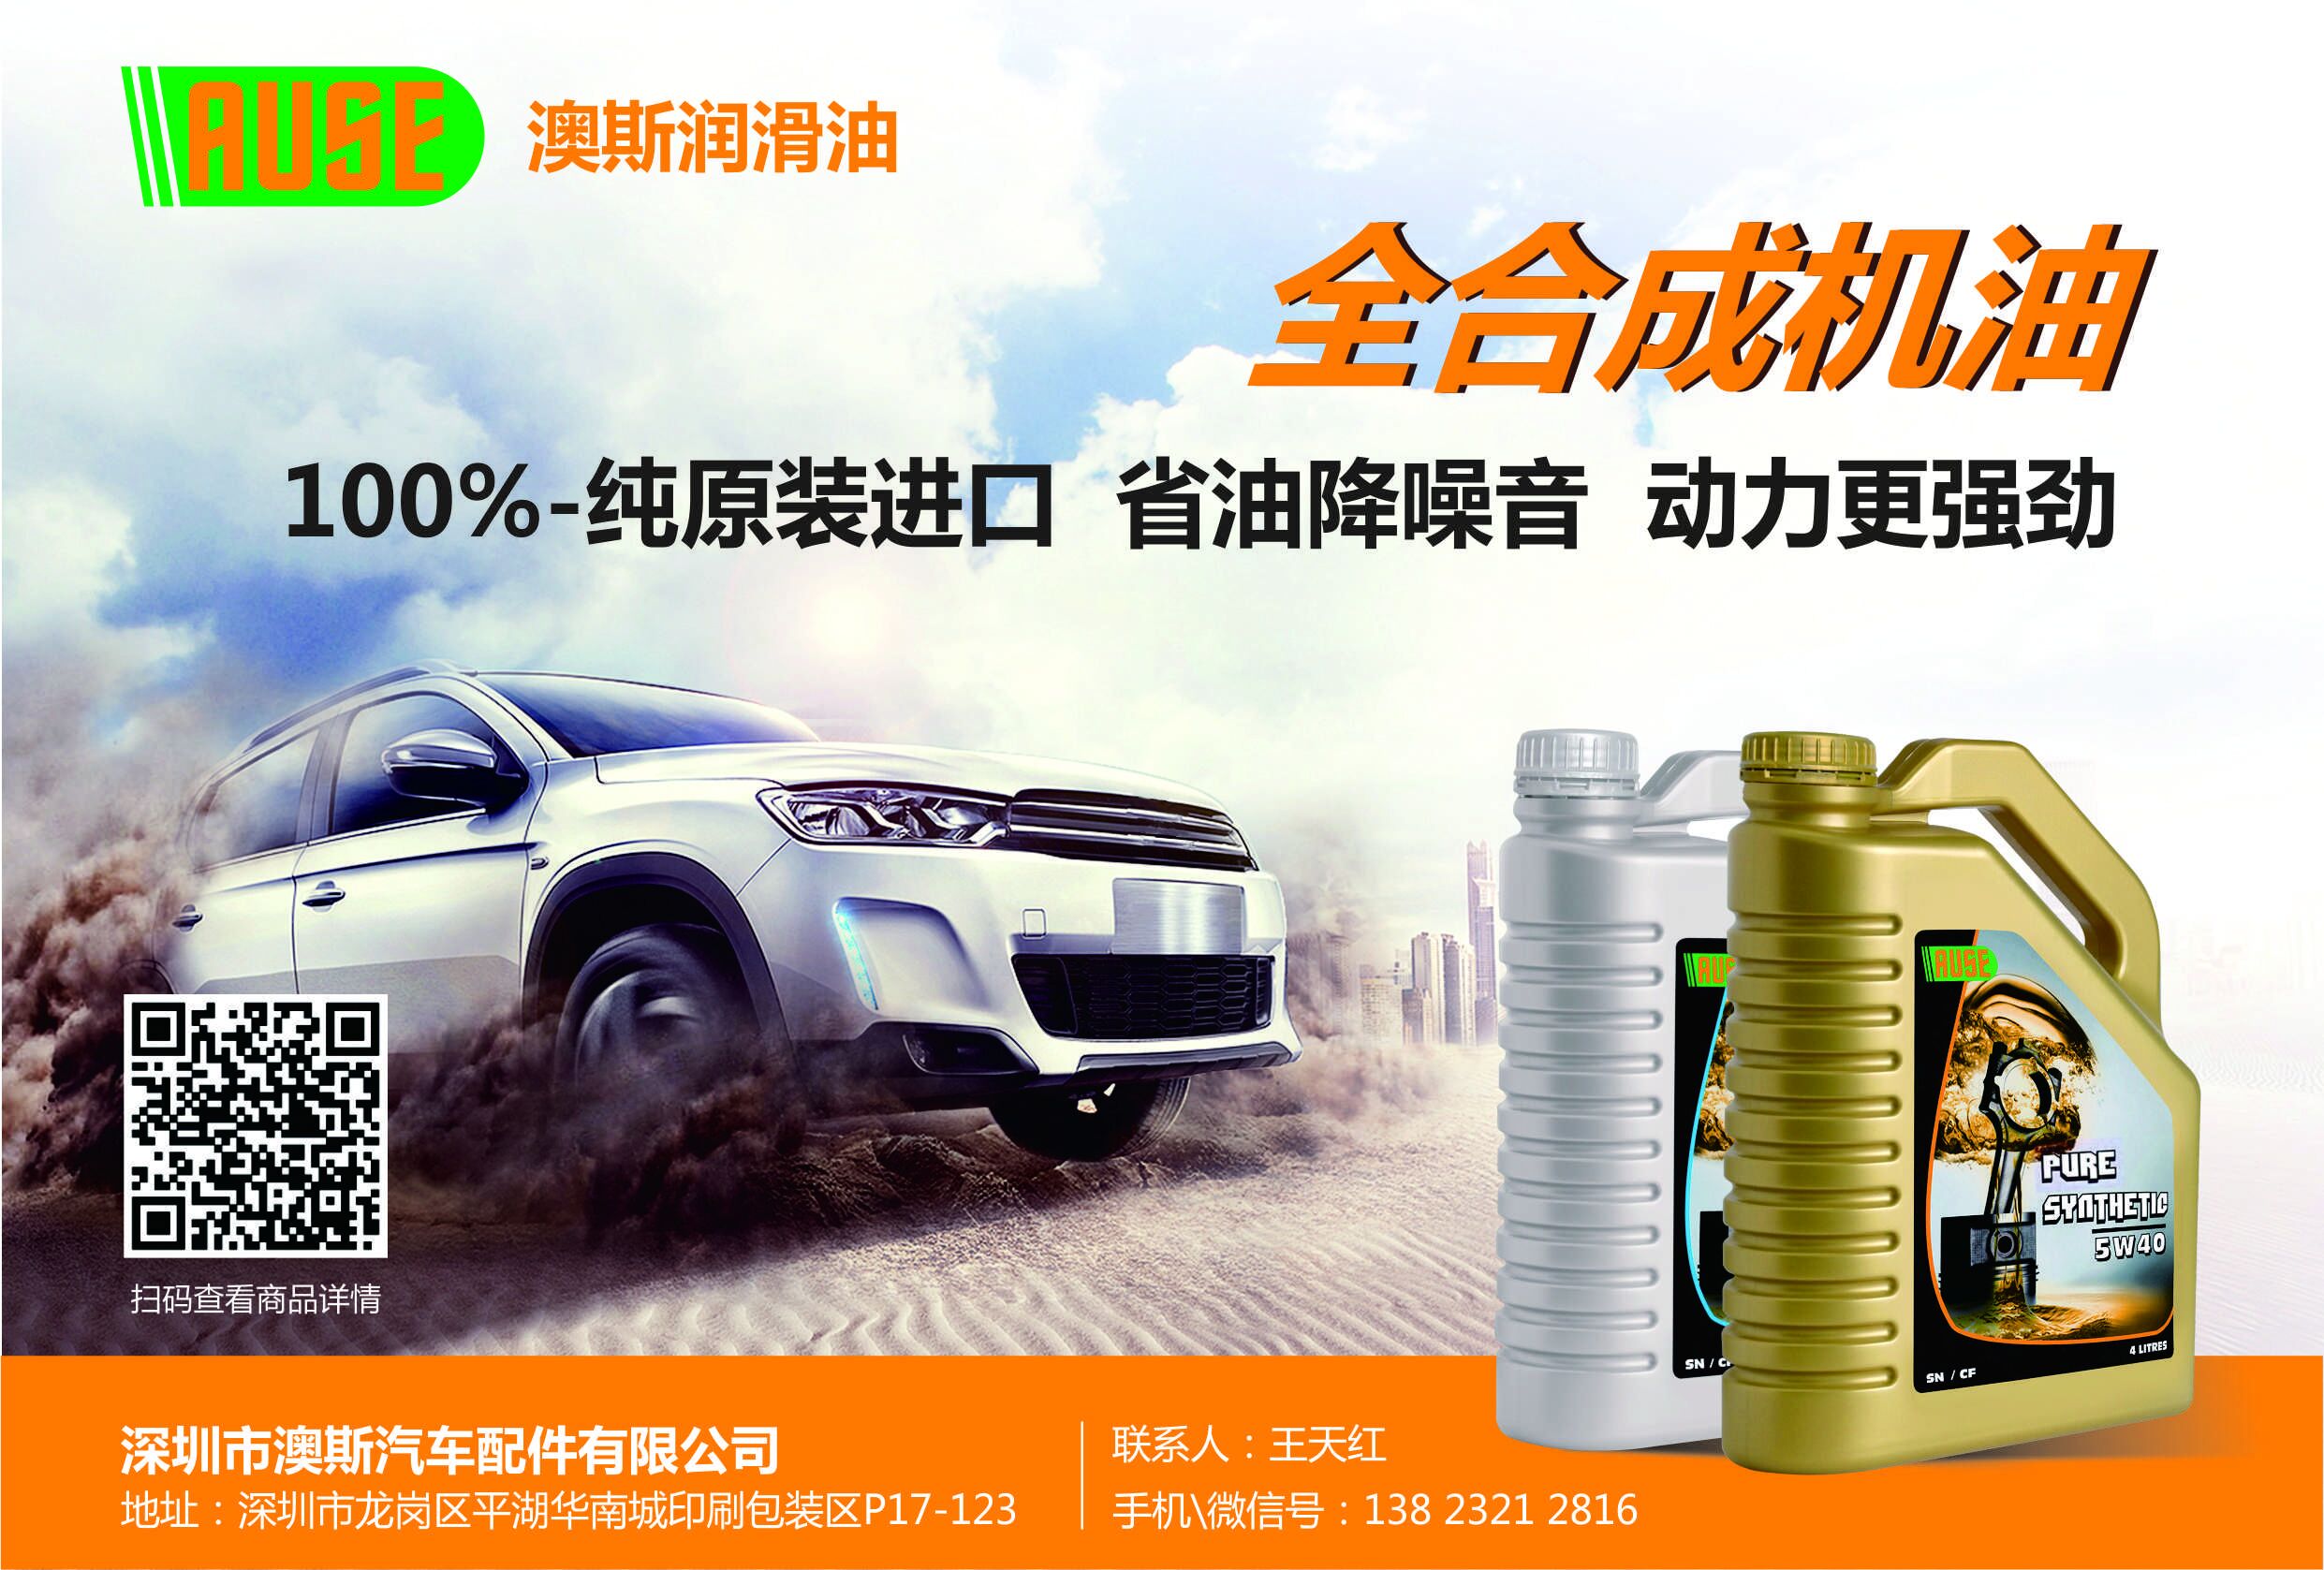 AUSE 澳斯润滑油
全合成机油
100%-纯原装进口 省油降噪音 动力更强劲
AUSE
PURE
SYNTHETIC
5W40
4 LITRES
SN / CF
扫码查看商品详情
深圳市澳斯汽车配件有限公司
地址：深圳市龙岗区平湖华南城印刷包装区P17-123
联系人：王天红
手机\微信号：138 2321 2816